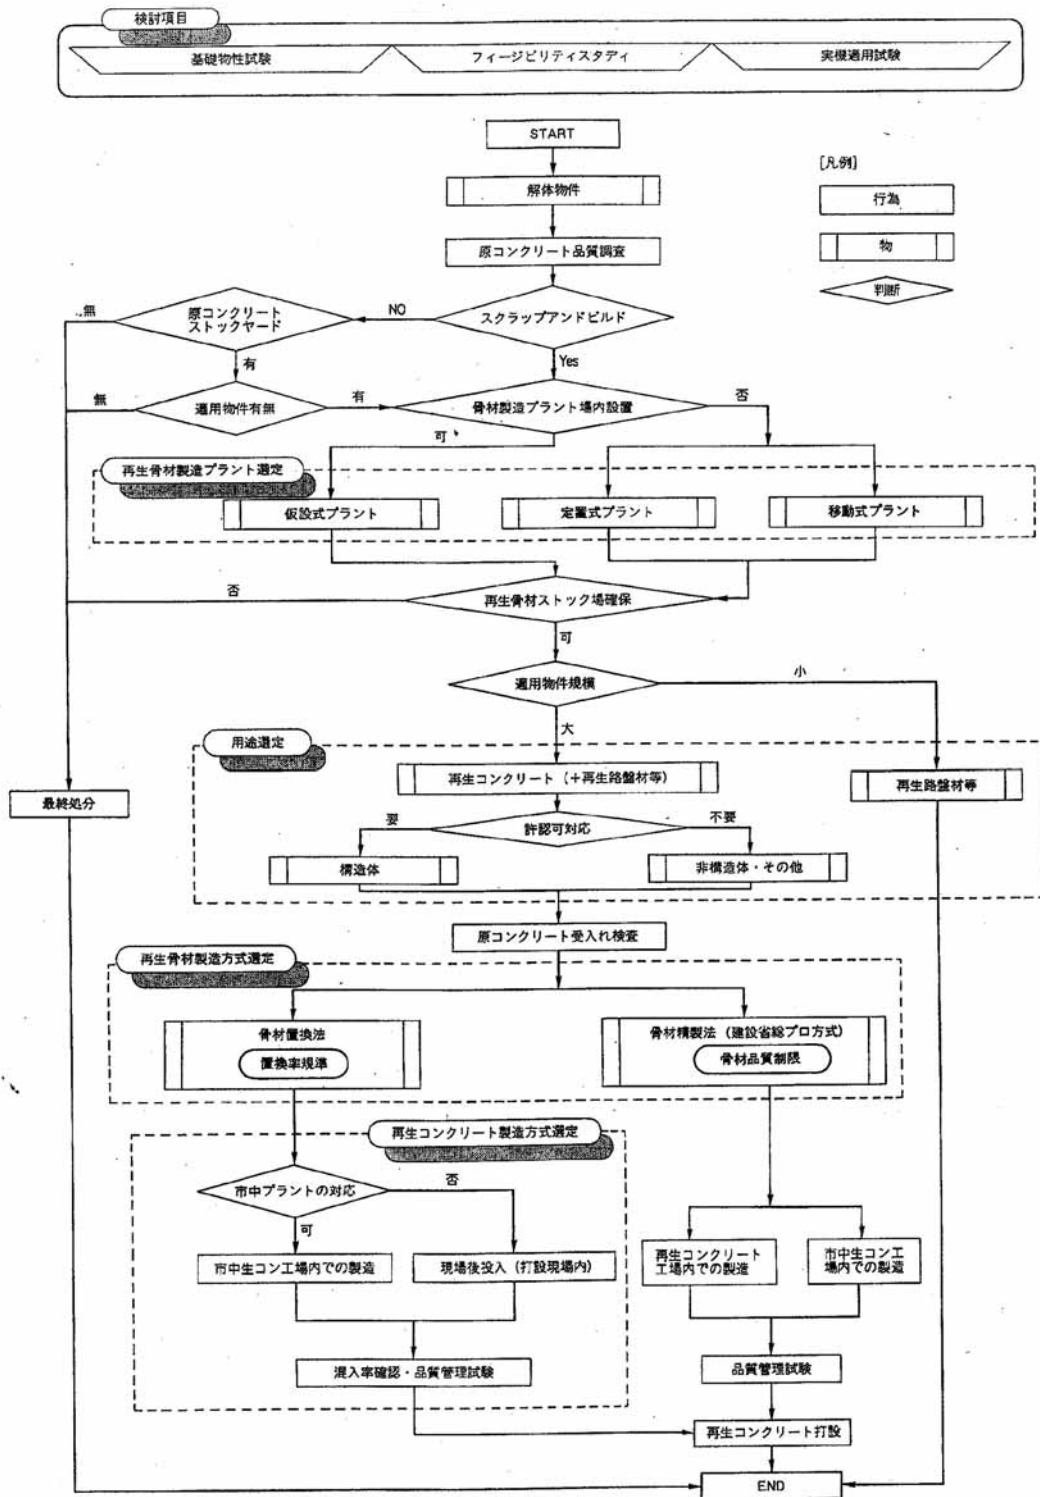 検討項目
基礎物性試験
フィージビリティスタディ
実機適用試験
START
[凡例]
解体物件
行為
原コンクリート品質調査
物
判断
無
原コンクリート
ストックヤード
NO
スクラップアンドビルド
有
Yes
無
適用物件有無
有
骨材製造プラント場内設置
否
可
再生骨材製造プラント選定
仮設式プラント
定置式プラント
移動式プラント
否
再生骨材ストック場確保
可
適用物件規模
小
大
用途選定
再生コンクリート（＋再生路盤材等）
再生路盤材等
最終処分
要
許認可対応
不要
構造体
非構造体・その他
原コンクリート受入れ検査
再生骨材製造方式選定
骨材置換法
置換率規準
骨材精製法（建設省総プロ方式）
骨材品質制限
再生コンクリート製造方式選定
市中プラントの対応
否
可
市中生コン工場内での製造
現場後投入（打設現場内）
再生コンクリート
工場内での製造
市中生コン工
場内での製造
混入率確認・品質管理試験
品質管理試験
再生コンクリート打設
END